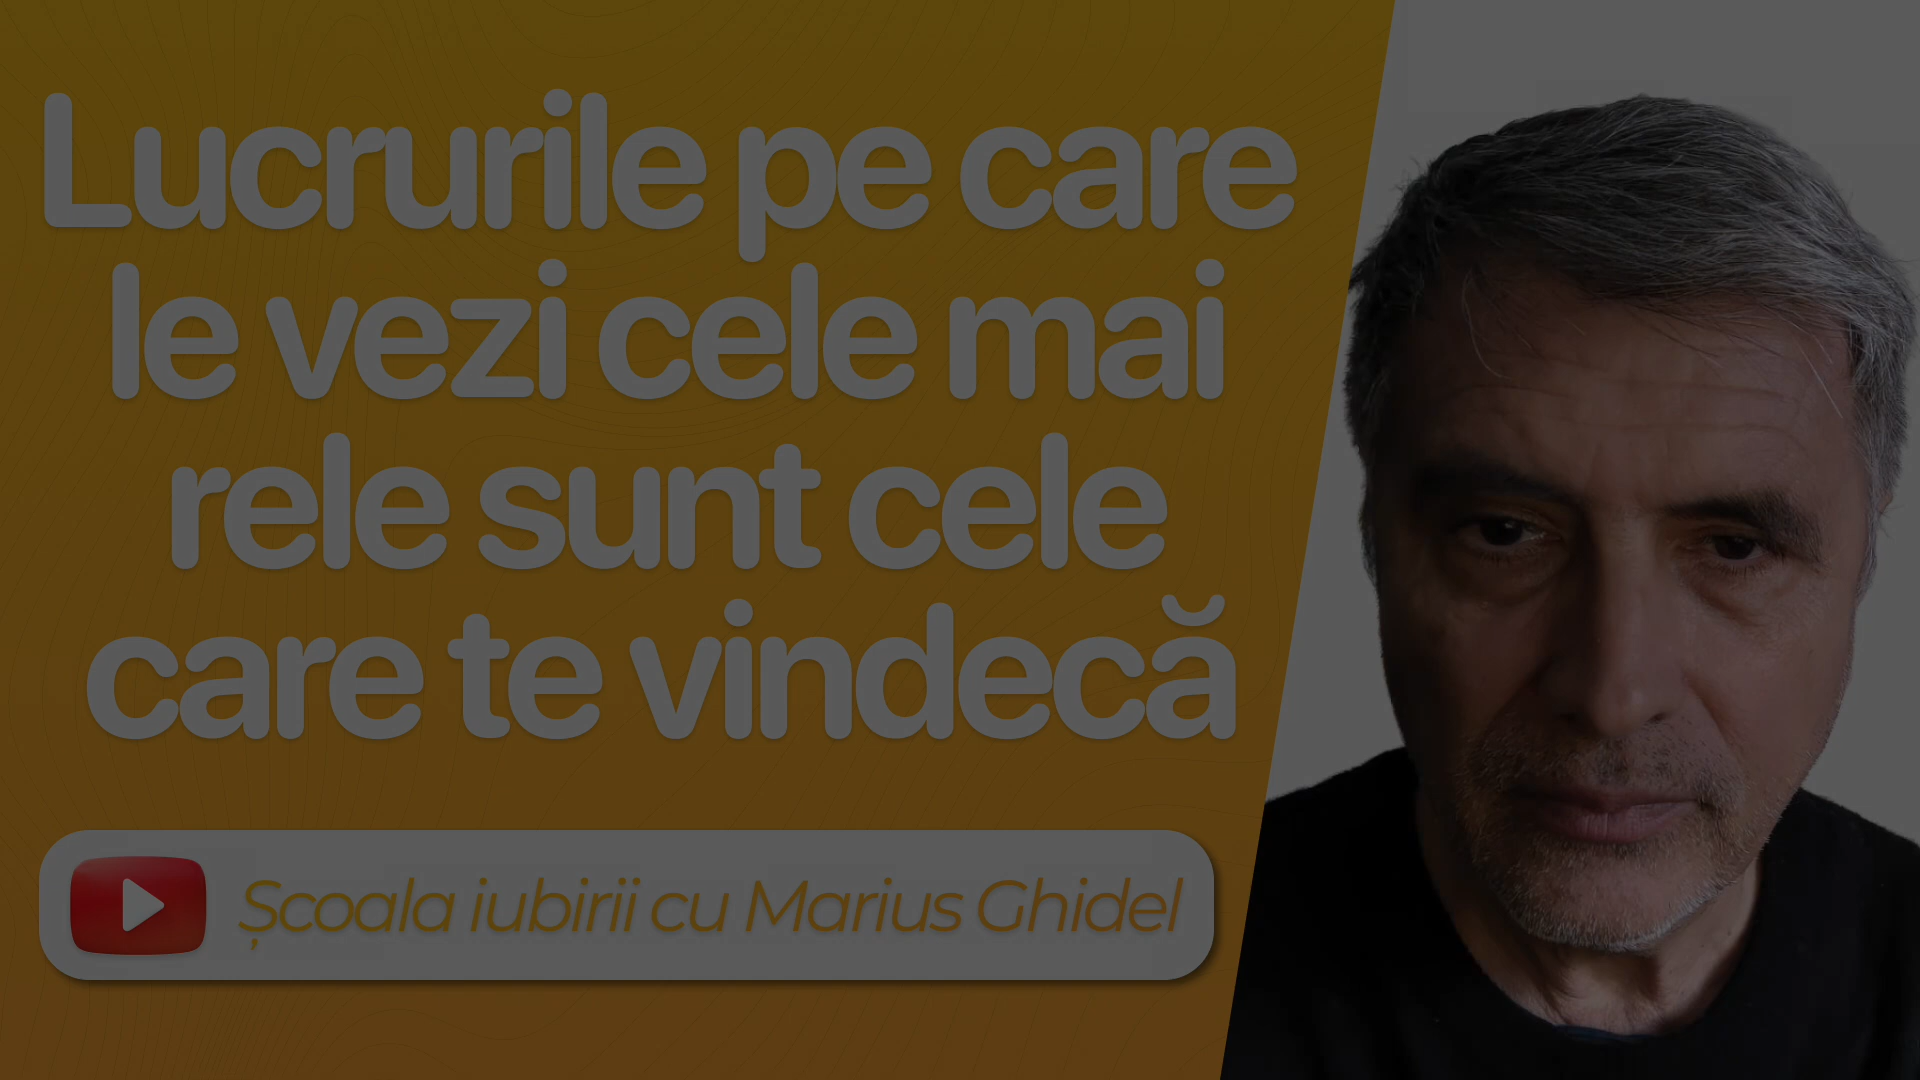 Lucrurile pe care
le vezi cele mai
rele sunt cele
care te vindecă
Școala iubirii cu Marius Ghidel